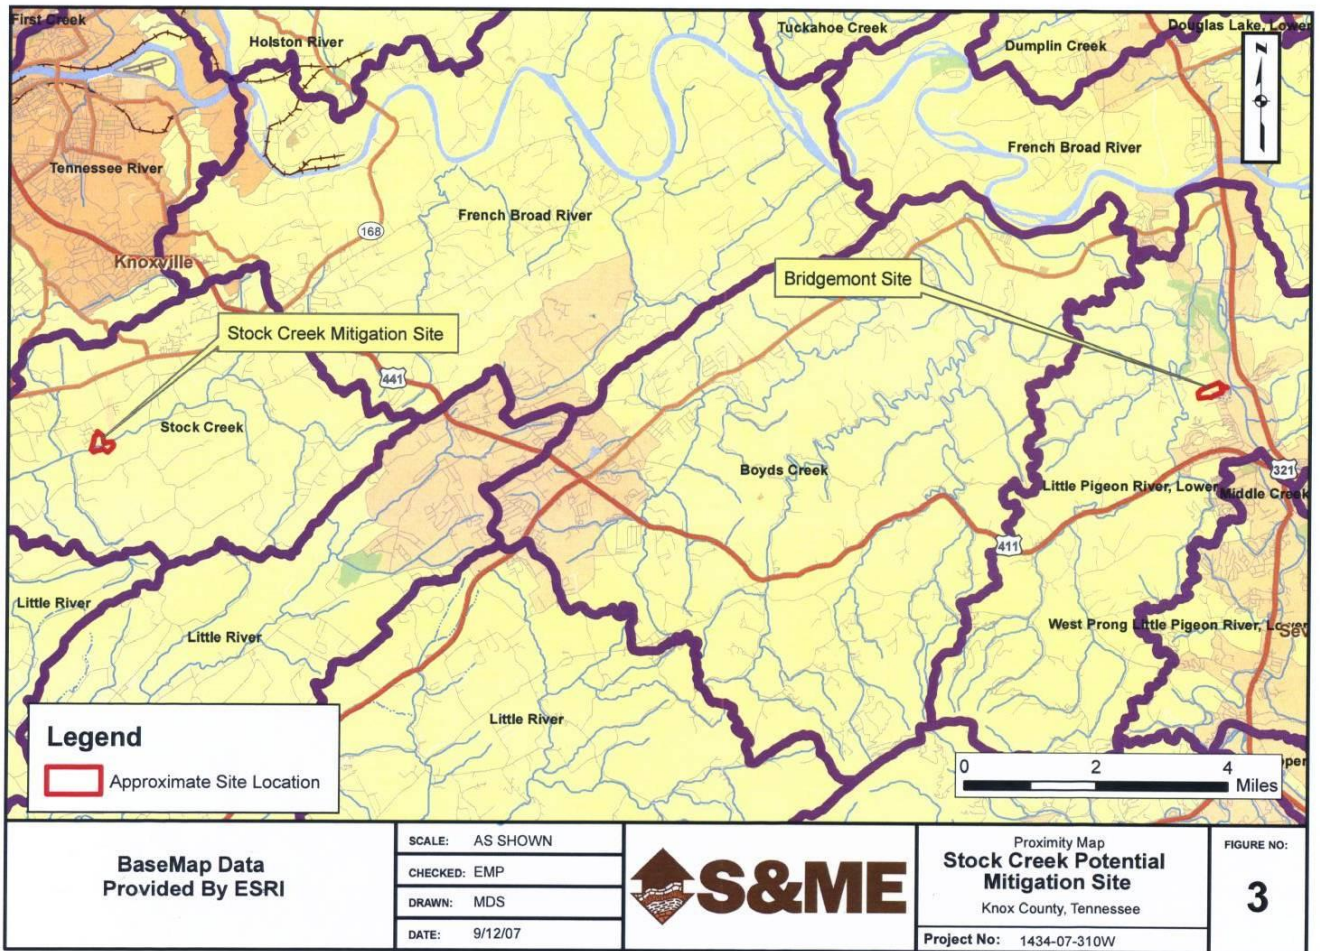 First Creek
Holston River
Tuckahoe Creek
Douglas Lake, Lower
Dumplin Creek
N
French Broad River
Tennessee River
French Broad River
168
Knoxville
Bridgemont Site
Stock Creek Mitigation Site
441
Stock Creek
Boyds Creek
321
Little Pigeon River, Lower
Middle Creek
411
Little River
Little River
West Prong Little Pigeon River, Lower
Sev
Little River
Legend
Approximate Site Location
0 2 4
Miles
pper
BaseMap Data
Provided By ESRI
SCALE: AS SHOWN
CHECKED: EMP
DRAWN: MDS
DATE: 9/12/07
S&ME
Proximity Map
Stock Creek Potential
Mitigation Site
Knox County, Tennessee
Project No: 1434-07-310W
FIGURE NO:
3